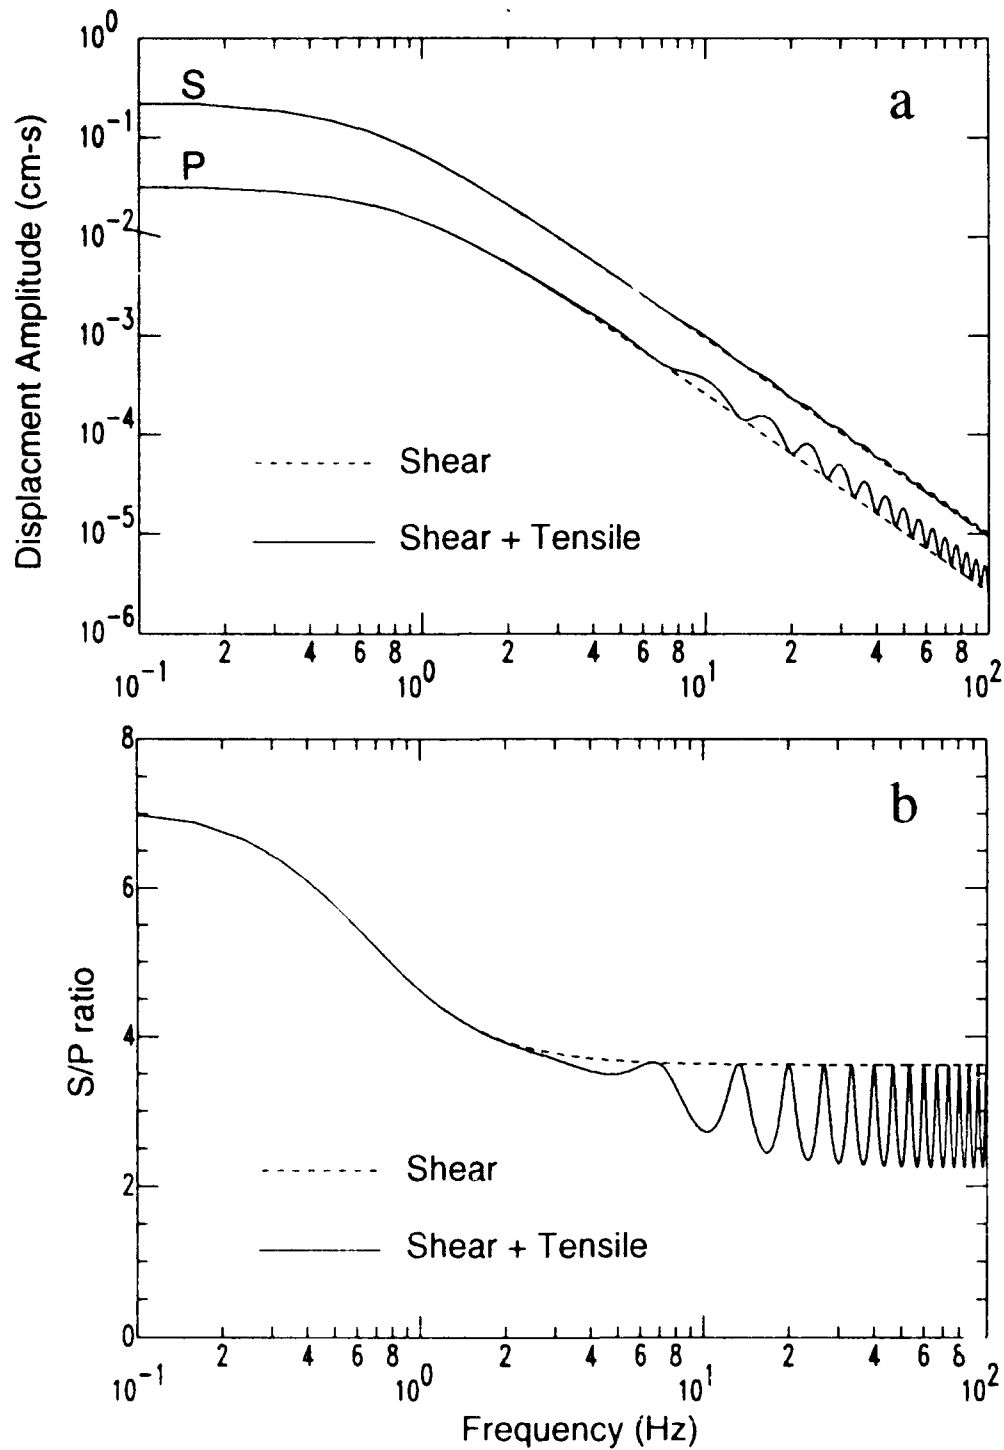 10^0
S
a
10^-1
P
Displacment Amplitude (cm-s)
10^-2
10^-3
10^-4
Shear
10^-5
Shear + Tensile
10^-6
2 4 6 8 2 4 6 8 2 4 6 8
10^-1 10^0 10^1 10^2
8
b
6
S/P ratio
4
Shear
2
Shear + Tensile
0
2 4 6 8 2 4 6 8 2 4 6 8
10^-1 10^0 10^1 10^2
Frequency (Hz)